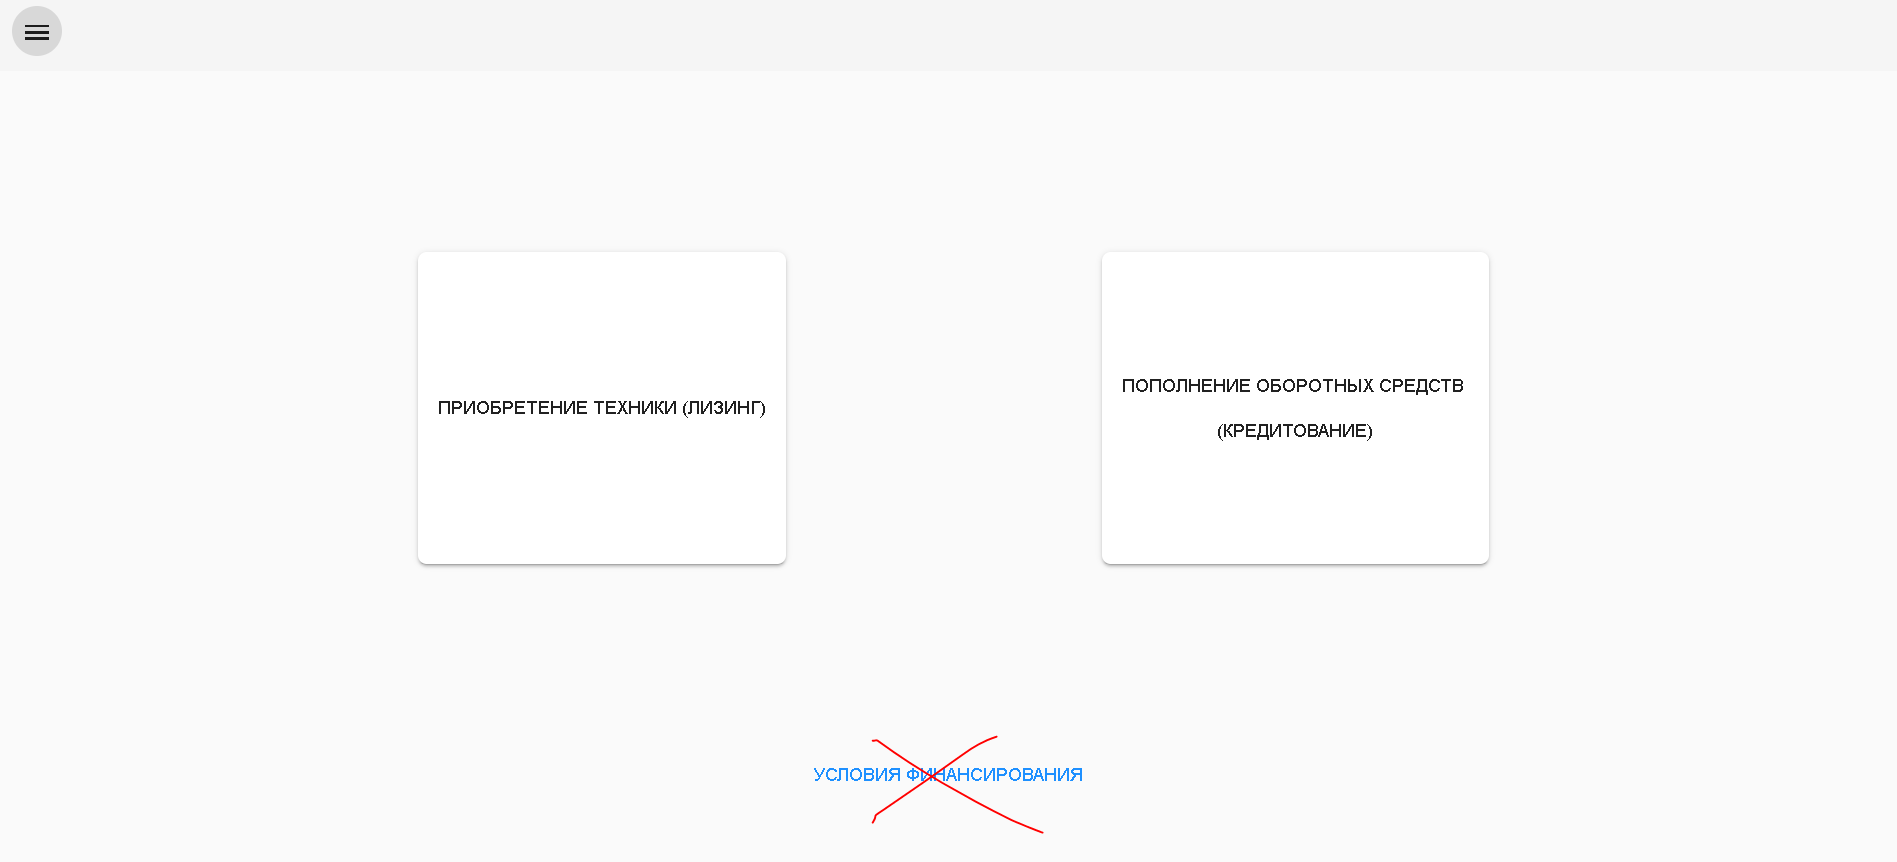 ПРИОБРЕТЕНИЕ ТЕХНИКИ (ЛИЗИНГ)
ПОПОЛНЕНИЕ ОБОРОТНЫХ СРЕДСТВ
(КРЕДИТОВАНИЕ)
УСЛОВИЯ ФИНАНСИРОВАНИЯ